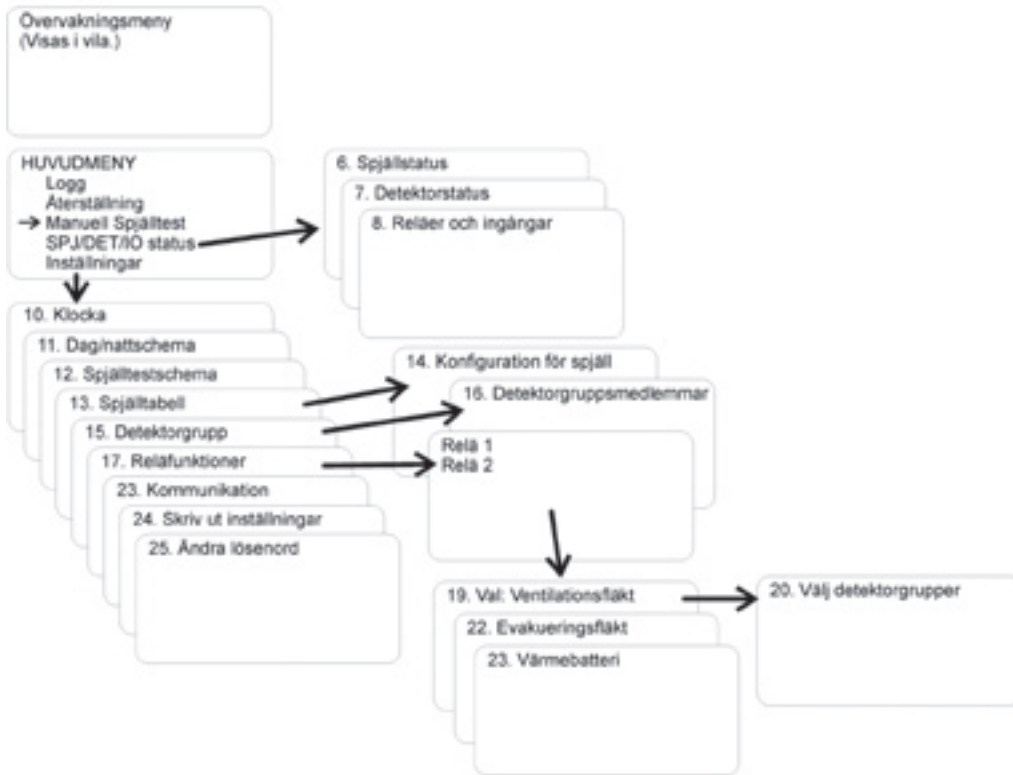 Övervakningsmeny
(Visas i vila.)
HUVUDMENY
Logg
Återställning
Manuell Spjälltest
SPJ/DET/IO status
Inställningar
6. Spjällstatus
7. Detektorstatus
8. Reläer och ingångar
10. Klocka
11. Dag/nattschema
12. Spjälltestschema
13. Spjälltabell
15. Detektorgrupp
17. Reläfunktioner
23. Kommunikation
24. Skriv ut inställningar
25. Ändra lösenord
14. Konfiguration för spjäll
16. Detektorgruppsmedlemmar
Relä 1
Relä 2
19. Val: Ventilationsfläkt
22. Evakueringsfläkt
23. Värmebatteri
20. Välj detektorgrupper